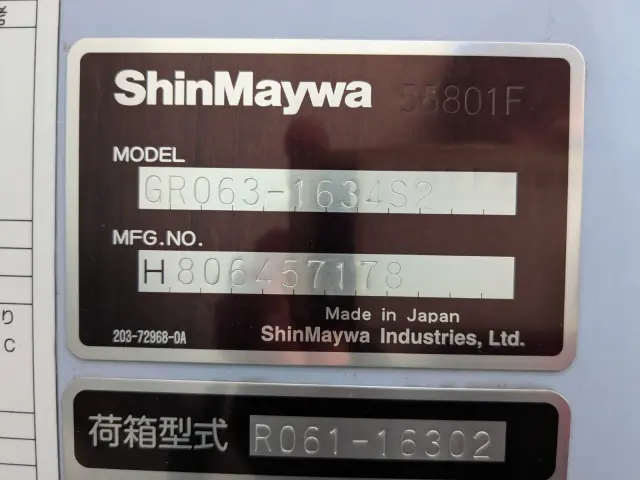 ShinMaywa 55801F
MODEL
GR063-1634S2
MFG.NO.
H806457178
Made in Japan
203-72968-0A ShinMaywa Industries, Ltd.
荷箱型式 R061-16302
り
C